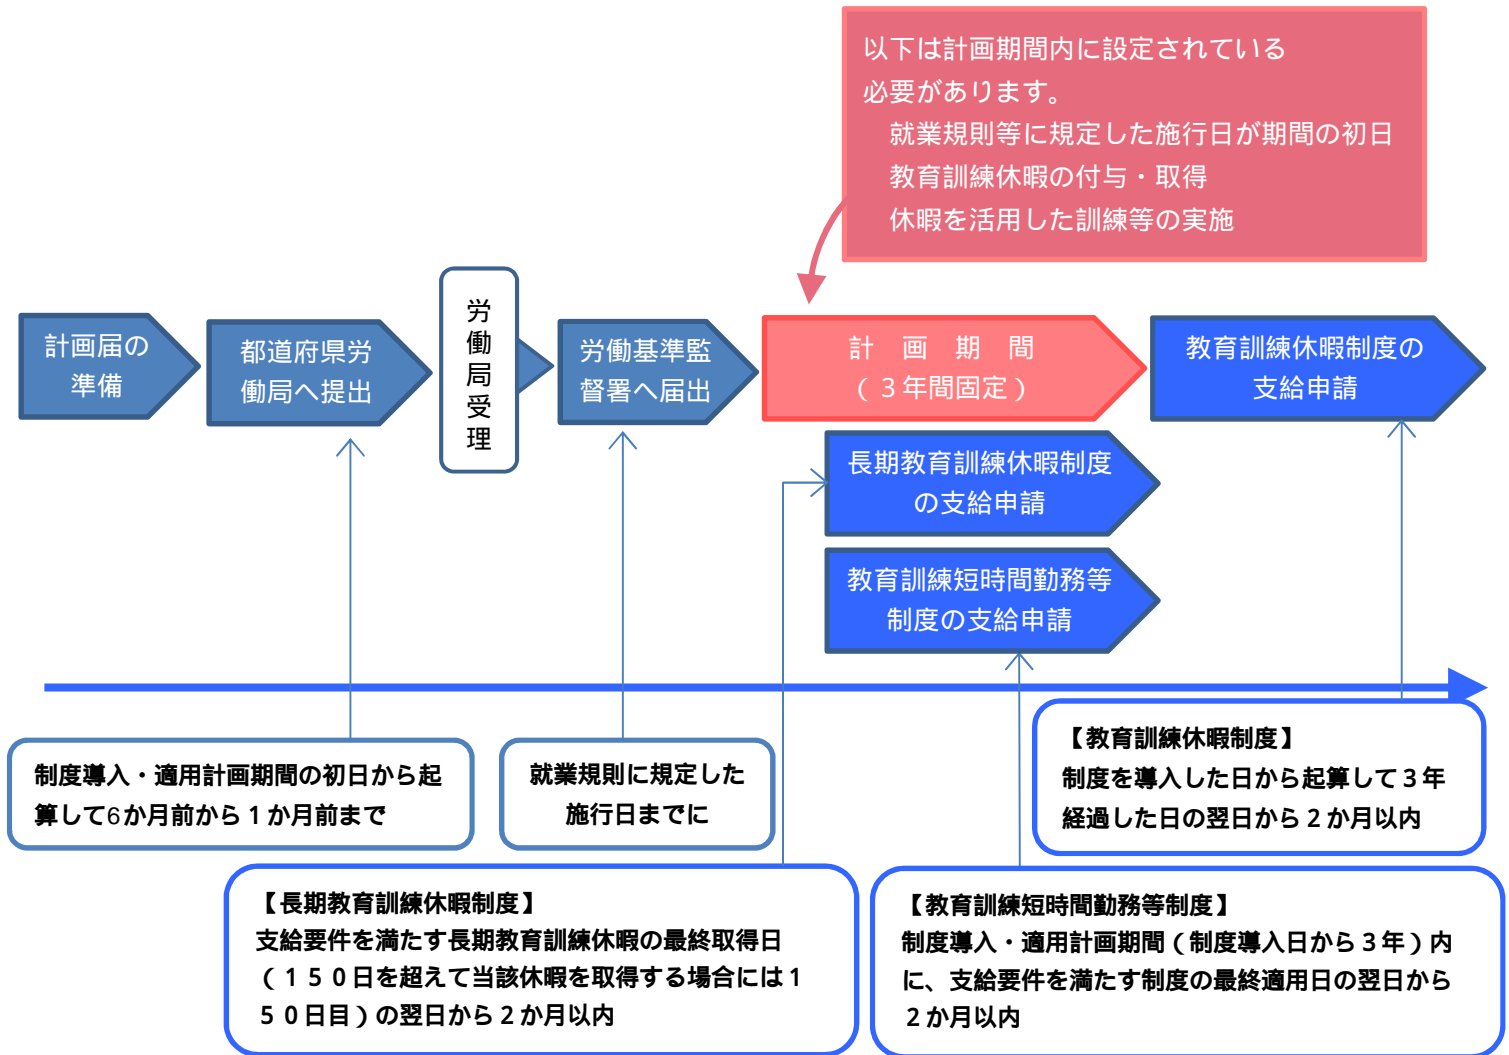 以下は計画期間内に設定されている
必要があります。
就業規則等に規定した施行日が期間の初日
教育訓練休暇の付与・取得
休暇を活用した訓練等の実施
計画届の
準備
都道府県労
働局へ提出
労働局受理
労働基準監
督署へ届出
計　画　期　間
（３年間固定）
教育訓練休暇制度の
支給申請
長期教育訓練休暇制度
の支給申請
教育訓練短時間勤務等
制度の支給申請
制度導入・適用計画期間の初日から起
算して6か月前から１か月前まで
就業規則に規定した
施行日までに
【教育訓練休暇制度】
制度を導入した日から起算して３年
経過した日の翌日から２か月以内
【長期教育訓練休暇制度】
支給要件を満たす長期教育訓練休暇の最終取得日
（１５０日を超えて当該休暇を取得する場合には１
５０日目）の翌日から２か月以内
【教育訓練短時間勤務等制度】
制度導入・適用計画期間（制度導入日から３年）内
に、支給要件を満たす制度の最終適用日の翌日から
２か月以内